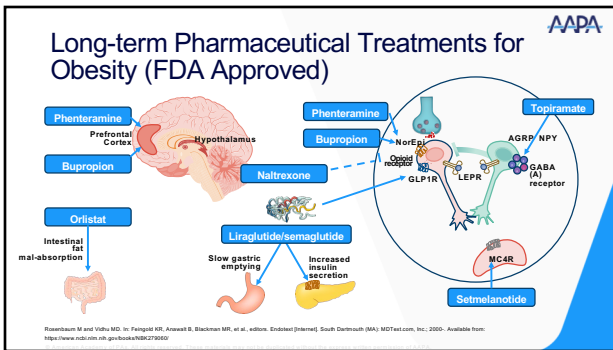 AAPA
Long-term Pharmaceutical Treatments for
Obesity (FDA Approved)
Phenteramine
Prefrontal
Cortex
Hypothalamus
Bupropion
Phenteramine
Bupropion
NorEpi
Opioid
receptor
Naltrexone
GLP1R
LEPR
Topiramate
AGRP NPY
GABA
(A)
receptor
Orlistat
Intestinal
fat
mal-absorption
Liraglutide/semaglutide
Slow gastric
emptying
Increased
insulin
secretion
MC4R
Setmelanotide
Rosenbaum M and Vidhu MD. In: Feingold KR, Anawalt B, Blackman MR, et al., editors. Endotext [Internet]. South Dartmouth (MA): MDText.com, Inc.; 2000-. Available from:
https://www.ncbi.nlm.nih.gov/books/NBK279060/